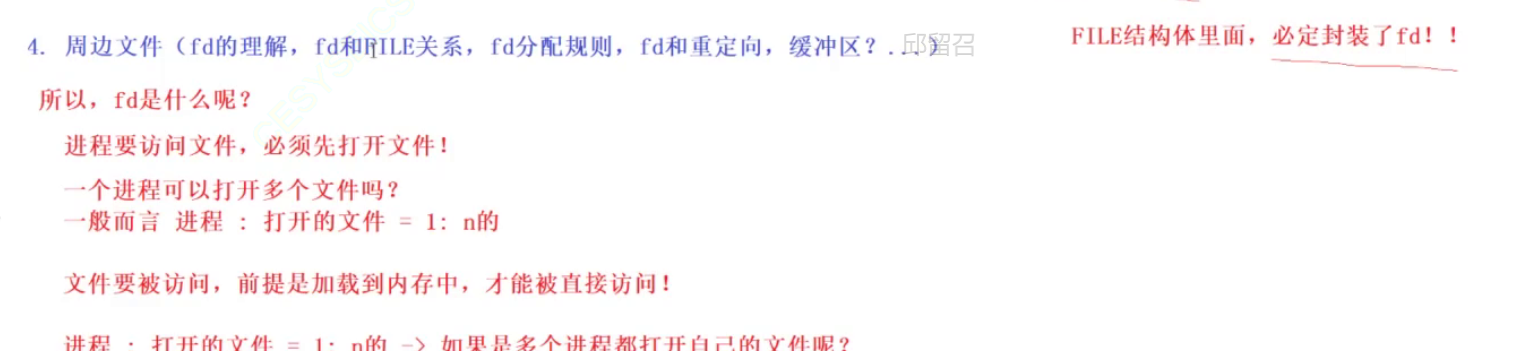 4. 周边文件（fd的理解，fd和FILE关系，fd分配规则，fd和重定向，缓冲区？...）
邱留召
FILE结构体里面，必定封装了fd！！
所以，fd是什么呢？
进程要访问文件，必须先打开文件！
一个进程可以打开多个文件吗？
一般而言 进程 : 打开的文件 = 1: n的
文件要被访问，前提是加载到内存中，才能被直接访问！
进程 : 打开的文件 = 1: n的 -> 如果是多个进程都打开自己的文件呢？